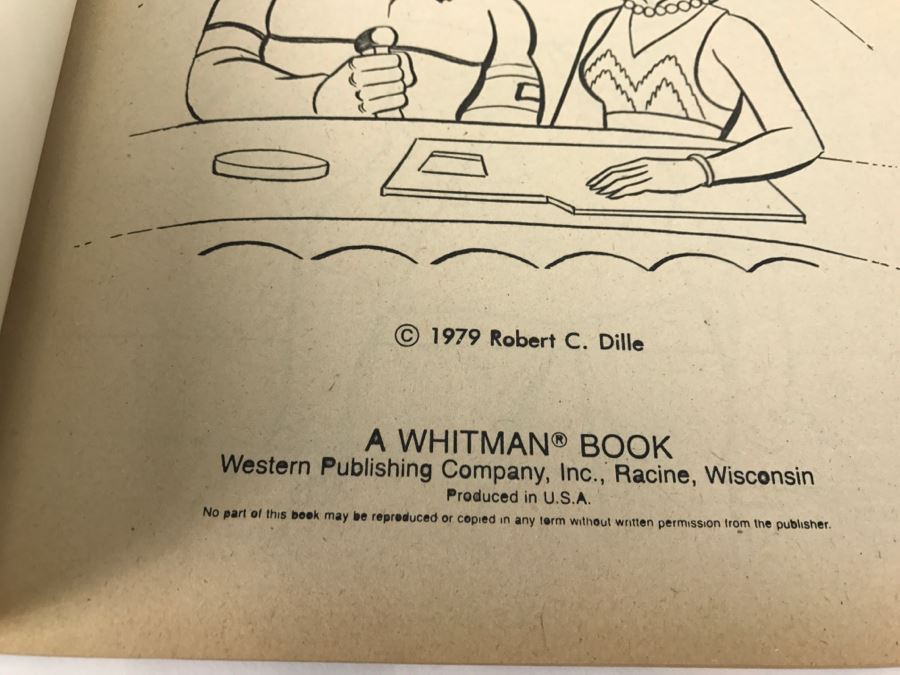 © 1979 Robert C. Dille
A WHITMAN® BOOK
Western Publishing Company, Inc., Racine, Wisconsin
Produced in U.S.A.
No part of this book may be reproduced or copied in any form without written permission from the publisher.